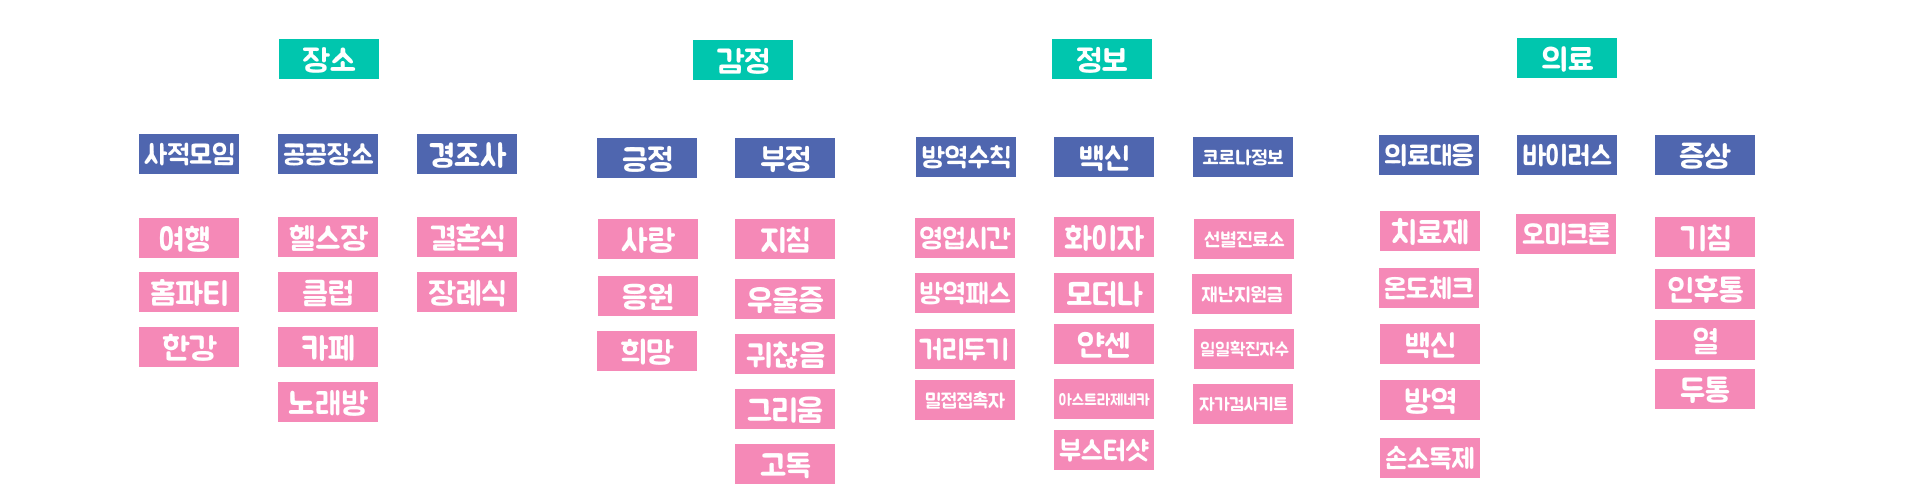 장소
감정
정보
의료
사적모임
공공장소
경조사
긍정
부정
방역수칙
백신
코로나정보
의료대응
바이러스
증상
여행
홈파티
한강
헬스장
클럽
카페
노래방
결혼식
장례식
사랑
응원
희망
지침
우울증
귀찮음
그리움
고독
영업시간
방역패스
거리두기
밀접접촉자
화이자
모더나
얀센
아스트라제네카
부스터샷
선별진료소
재난지원금
일일확진자수
자가검사키트
치료제
온도체크
백신
방역
손소독제
오미크론
기침
인후통
열
두통